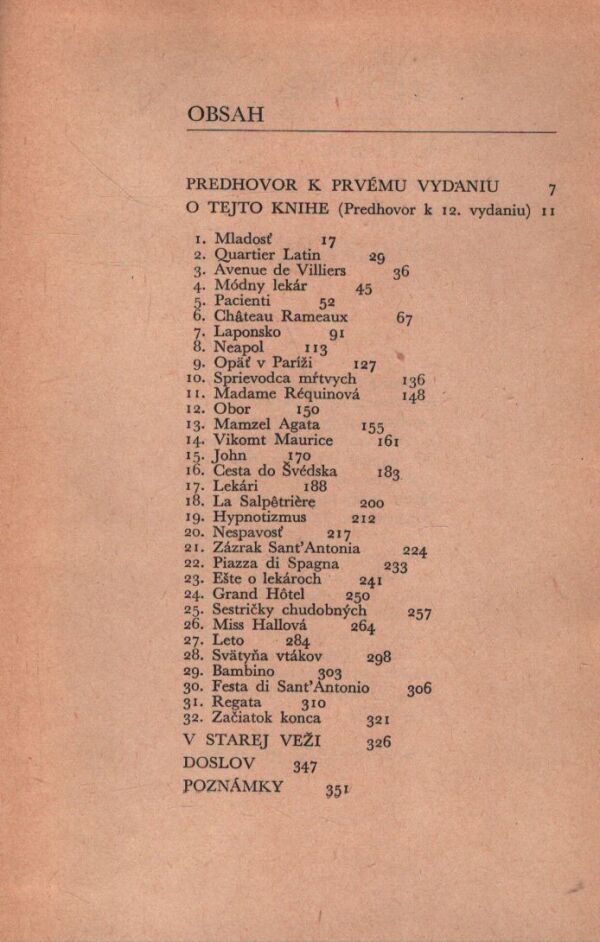 OBSAH
PREDHOVOR K PRVÉMU VYDANIU 7
O TEJTO KNIHE (Predhovor k 12. vydaniu) 11
1. Mladosť 17
2. Quartier Latin 29
3. Avenue de Villiers 36
4. Módny lekár 45
5. Pacienti 52
6. Château Rameaux 67
7. Laponsko 91
8. Neapol 113
9. Opäť v Paríži 127
10. Sprievodca mŕtvych 136
11. Madame Réquinová 148
12. Obor 150
13. Mamzel Agata 155
14. Vikomt Maurice 161
15. John 170
16. Cesta do Švédska 183
17. Lekári 188
18. La Salpêtrière 200
19. Hypnotizmus 212
20. Nespavosť 217
21. Zázrak Sant'Antonia 224
22. Piazza di Spagna 233
23. Ešte o lekároch 241
24. Grand Hôtel 250
25. Sestričky chudobných 257
26. Miss Hallová 264
27. Leto 284
28. Svätyňa vtákov 298
29. Bambino 303
30. Festa di Sant'Antonio 306
31. Regata 310
32. Začiatok konca 321
V STAREJ VEŽI 326
DOSLOV 347
POZNÁMKY 351